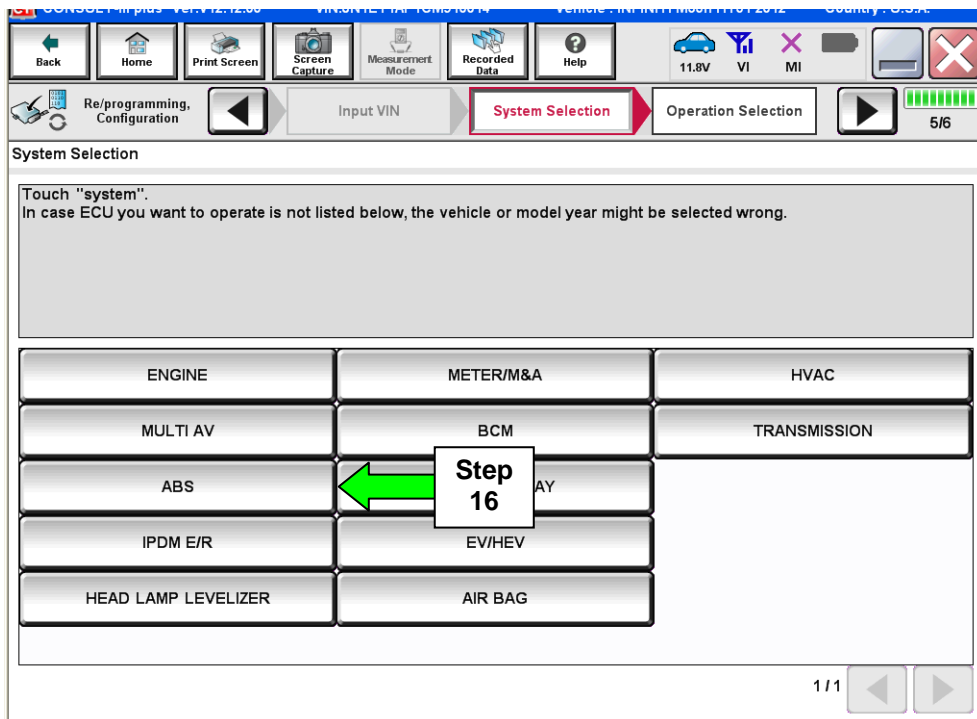 Back
Home
Print Screen
Screen Capture
Measurement Mode
Recorded Data
Help
11.8V
VI
MI
Re/programming, Configuration
Input VIN
System Selection
Operation Selection
5/6
System Selection
Touch "system".
In case ECU you want to operate is not listed below, the vehicle or model year might be selected wrong.
ENGINE
METER/M&A
HVAC
MULTI AV
BCM
TRANSMISSION
ABS
Step 16
AY
IPDM E/R
EV/HEV
HEAD LAMP LEVELIZER
AIR BAG
1/1